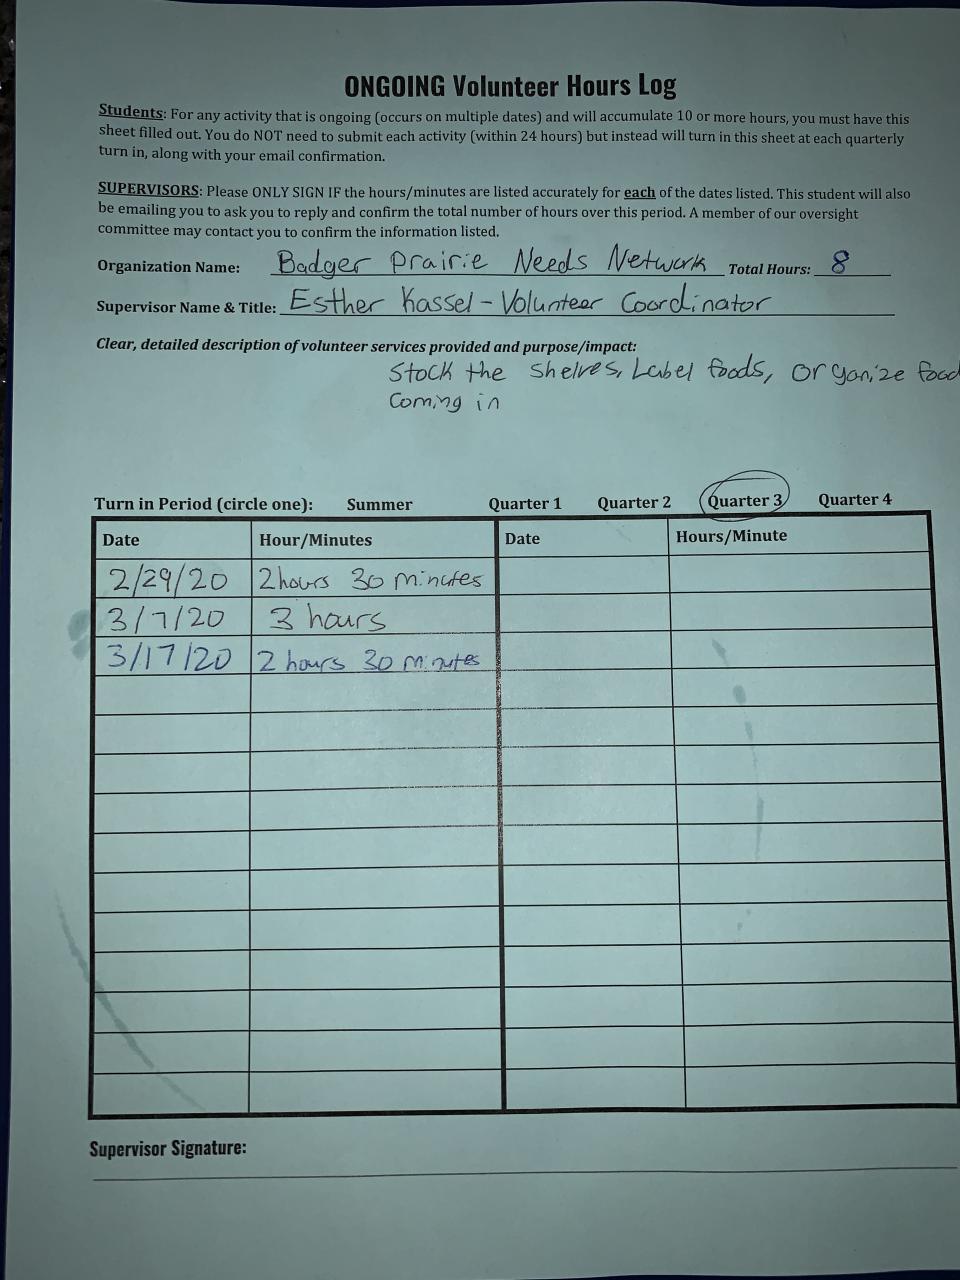 ONGOING Volunteer Hours Log
Students: For any activity that is ongoing (occurs on multiple dates) and will accumulate 10 or more hours, you must have this
sheet filled out. You do NOT need to submit each activity (within 24 hours) but instead will turn in this sheet at each quarterly
turn in, along with your email confirmation.
SUPERVISORS: Please ONLY SIGN IF the hours/minutes are listed accurately for each of the dates listed. This student will also
be emailing you to ask you to reply and confirm the total number of hours over this period. A member of our oversight
committee may contact you to confirm the information listed.
Organization Name: Badger Prairie Needs Network Total Hours: 8
Supervisor Name & Title: Esther Kassel - Volunteer Coordinator
Clear, detailed description of volunteer services provided and purpose/impact:
Stock the shelves, Label foods, organize food
Coming in
Turn in Period (circle one): Summer Quarter 1 Quarter 2 Quarter 3 Quarter 4
Date Hour/Minutes Date Hours/Minute
2/29/20 2 hours 30 minutes
3/7/20 3 hours
3/17/20 2 hours 30 minutes
Supervisor Signature: